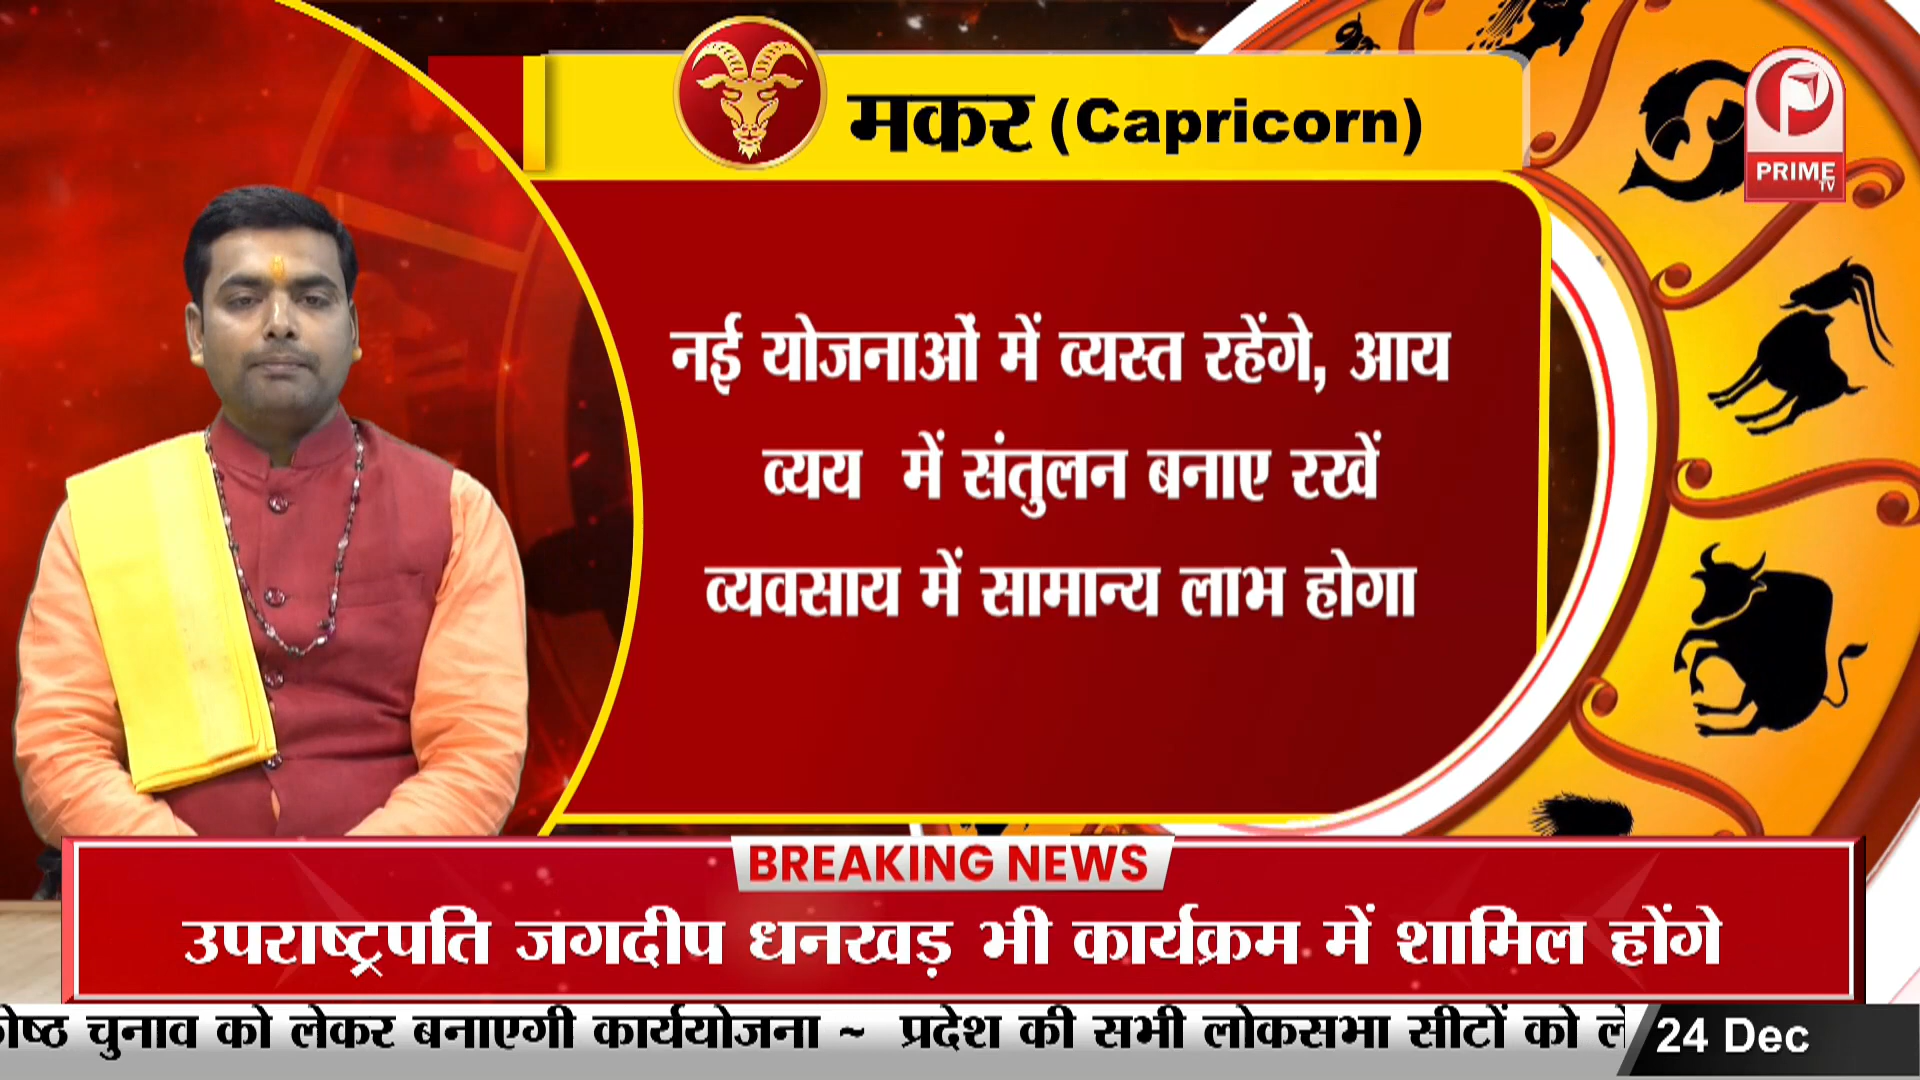 मकर (Capricorn)
PRIME
TV
नई योजनाओं में व्यस्त रहेंगे, आय
व्यय में संतुलन बनाए रखें
व्यवसाय में सामान्य लाभ होगा
BREAKING NEWS
उपराष्ट्रपति जगदीप धनखड़ भी कार्यक्रम में शामिल होंगे
चुनाव को लेकर बनाएगी कार्ययोजना ~ प्रदेश की सभी लोकसभा सीटों को
24 Dec